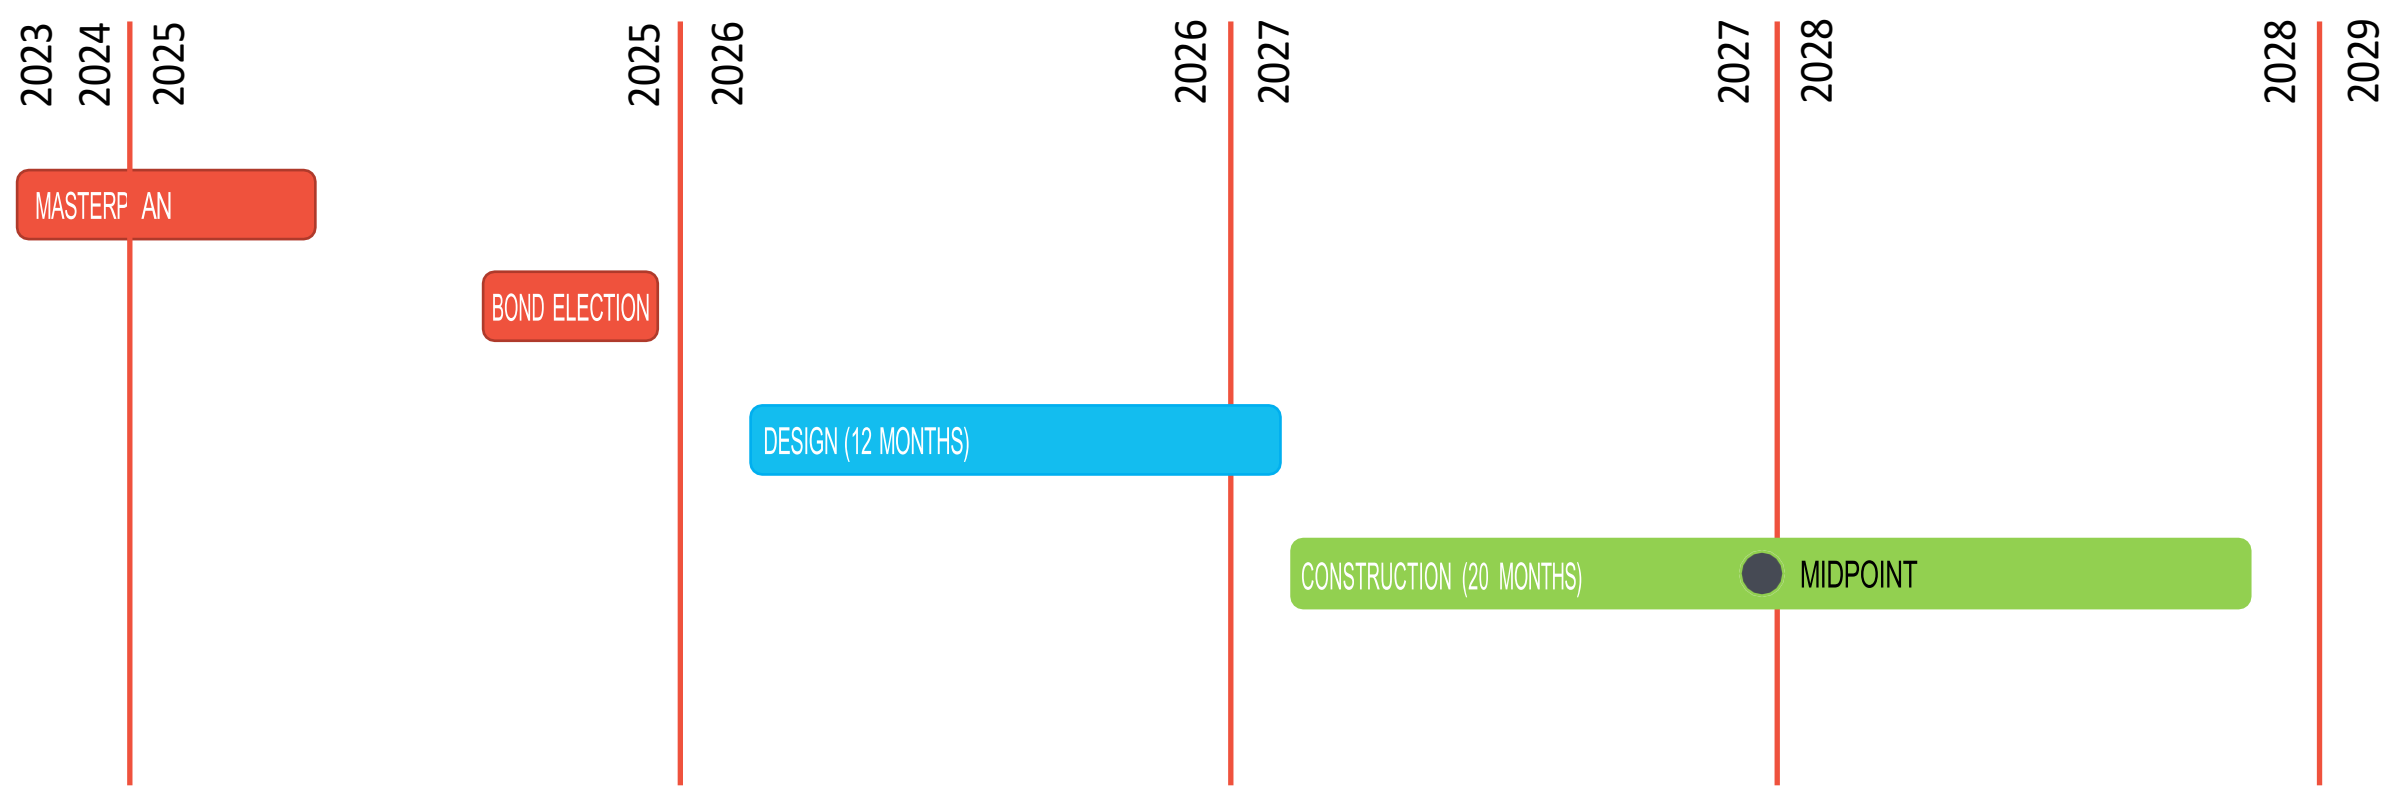 2023
2024
2025
2025
2026
2026
2027
2027
2028
2028
2029
MASTERP AN
BOND ELECTION
DESIGN (12 MONTHS)
CONSTRUCTION (20 MONTHS)
MIDPOINT